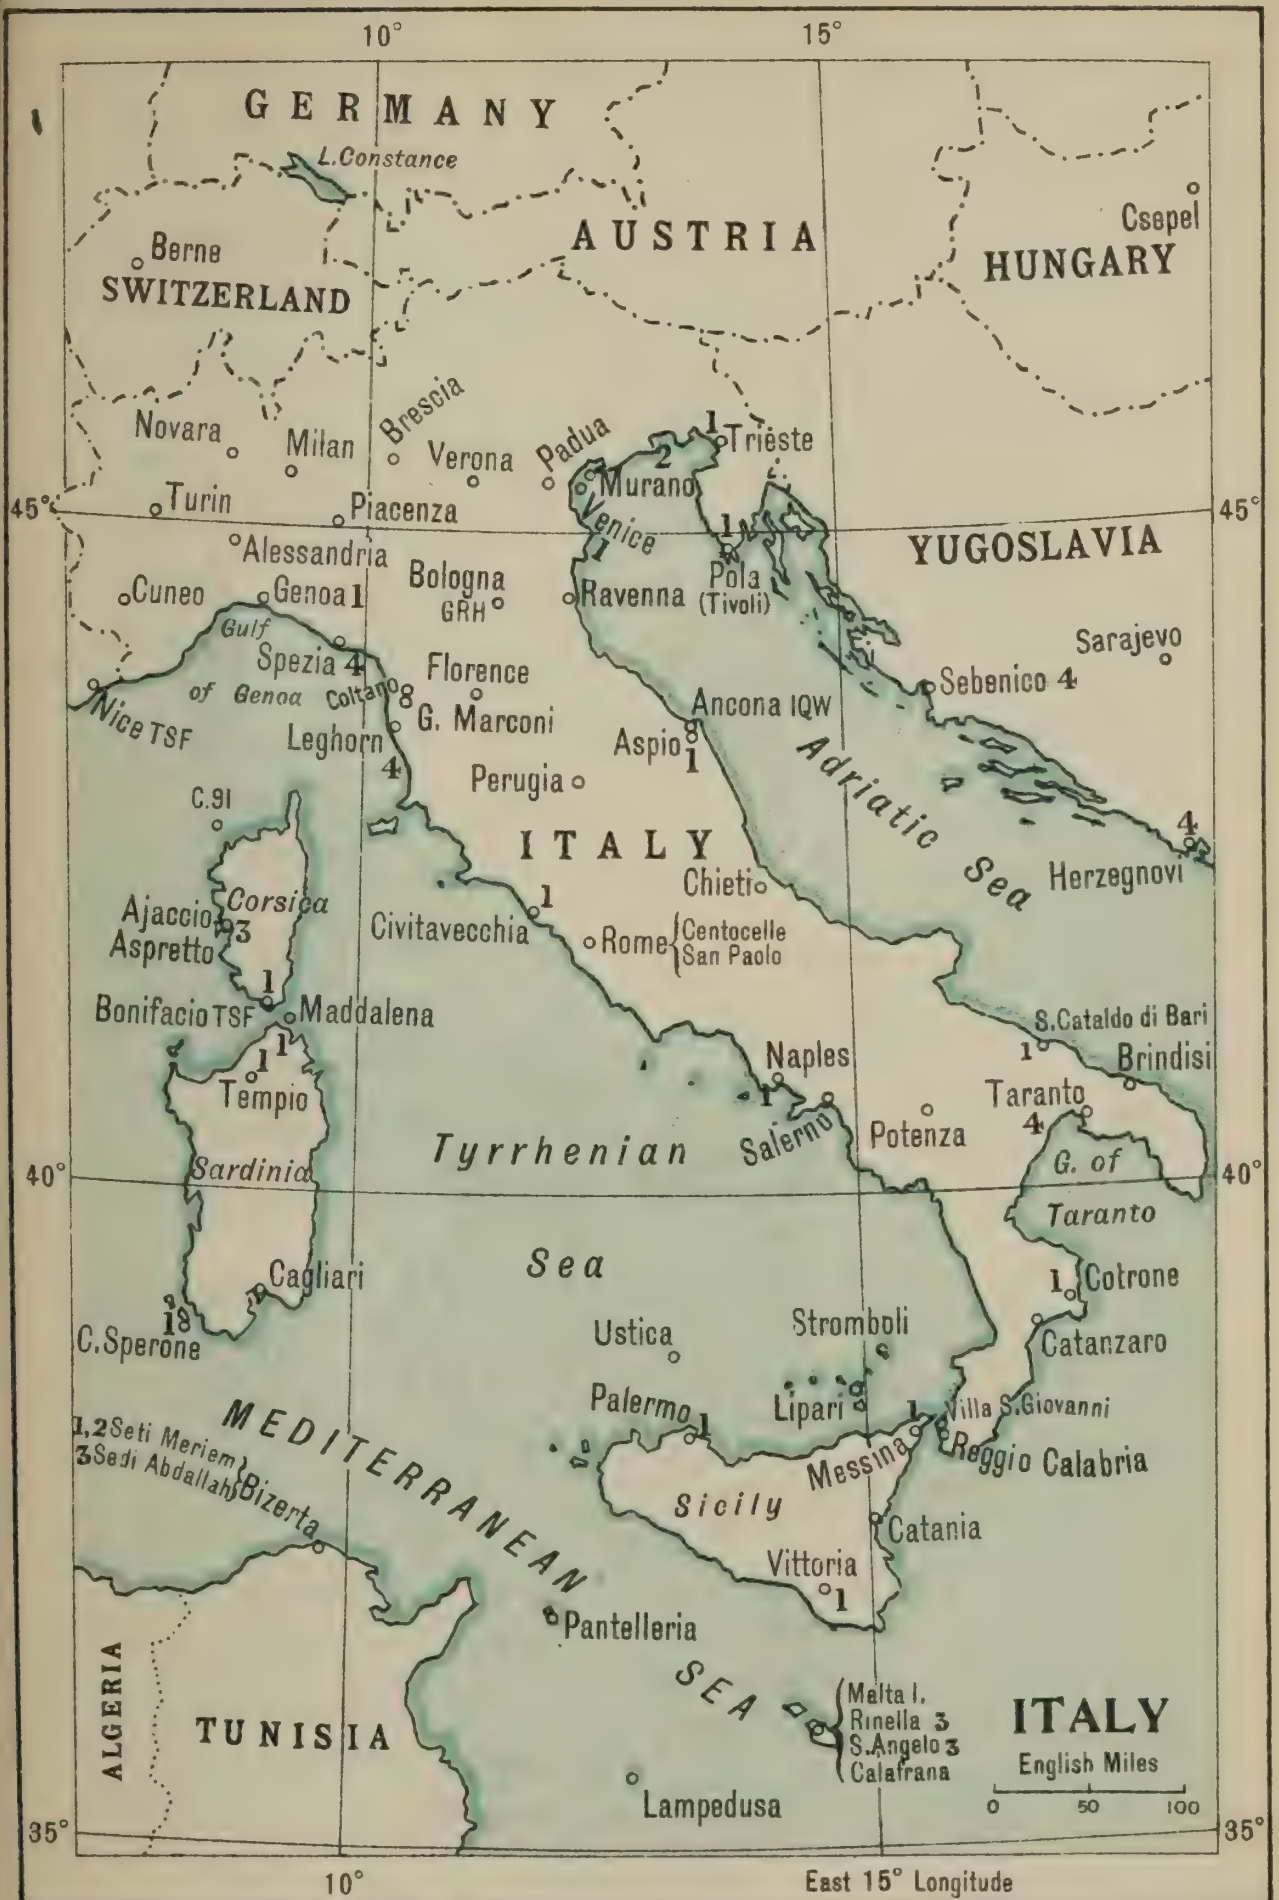 10°
15°
GERMANY
L.Constance
AUSTRIA
Csepel
HUNGARY
Berne
SWITZERLAND
Brescia
Novara
Milan
Verona
Padua
1
Trièste
2
Murano
Venice
1
45°
Turin
Piacenza
1
45°
Alessandria
YUGOSLAVIA
Cuneo
Genoa 1
Bologna
GRH
Ravenna
Pola
(Tivoli)
Gulf
of Genoa
Spezia 4
Coltano
Florence
Sarajevo
Sebenico 4
Nice TSF
Leghorn
4
G. Marconi
Ancona IQW
Aspio
1
Adriatic
Sea
Perugia
C.91
ITALY
4
Herzegnovi
Chieti
Corsica
Ajaccio
Aspretto
3
Civitavecchia
1
Rome
Centocelle
San Paolo
1
Bonifacio TSF
Maddalena
1
S.Cataldo di Bari
1
Brindisi
1
Tempio
Naples
1
Salerno
Potenza
Taranto
4
Tyrrhenian
Sea
G. of
Taranto
40°
Sardinia
40°
Cagliari
1
Cotrone
Catanzaro
18
C.Sperone
Ustica
Stromboli
Lipari
Palermo
1
1
Villa S.Giovanni
Messina
Reggio Calabria
MEDITERRANEAN
SEA
1,2 Seti Meriem
3 Sedi Abdallah
Bizerta
Sicily
Catania
Vittoria
1
Pantelleria
ALGERIA
TUNISIA
Malta I.
Rinella 3
S.Angelo 3
Calafrana
ITALY
English Miles
0 50 100
Lampedusa
35°
35°
10°
East 15° Longitude